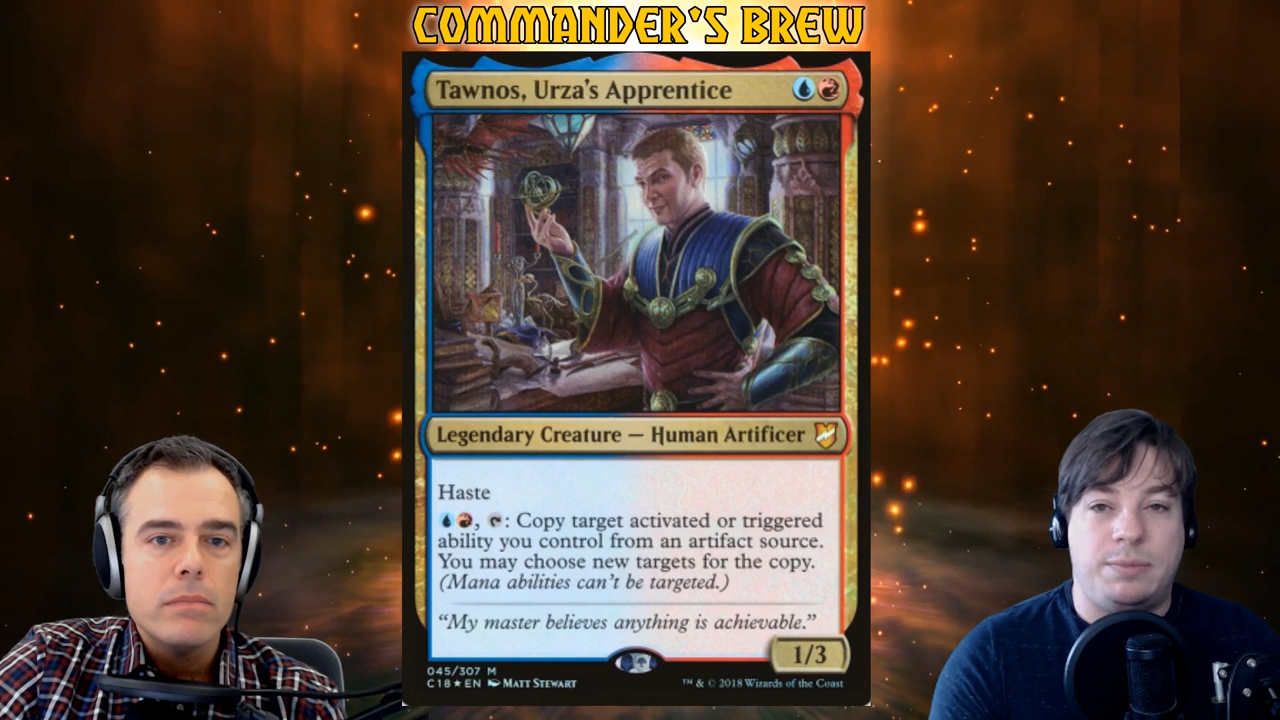 COMMANDER'S BREW
Tawnos, Urza's Apprentice
Legendary Creature — Human Artificer
Haste
, : Copy target activated or triggered
ability you control from an artifact source.
You may choose new targets for the copy.
(Mana abilities can't be targeted.)
“My master believes anything is achievable.”
1/3
045/307 M
C18★EN Matt Stewart
™ & © 2018 Wizards of the Coast